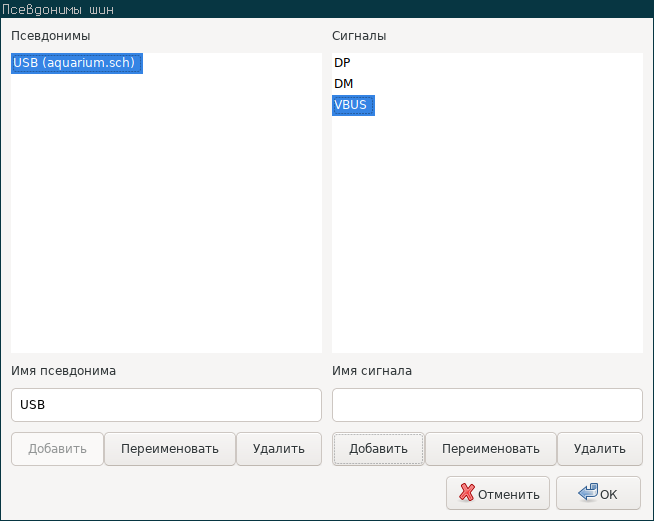 Псевдонимы шин
Псевдонимы
Сигналы
USB (aquarium.sch)
DP
DM
VBUS
Имя псевдонима
Имя сигнала
USB
Добавить Переименовать Удалить
Добавить Переименовать Удалить
Отменить ОК